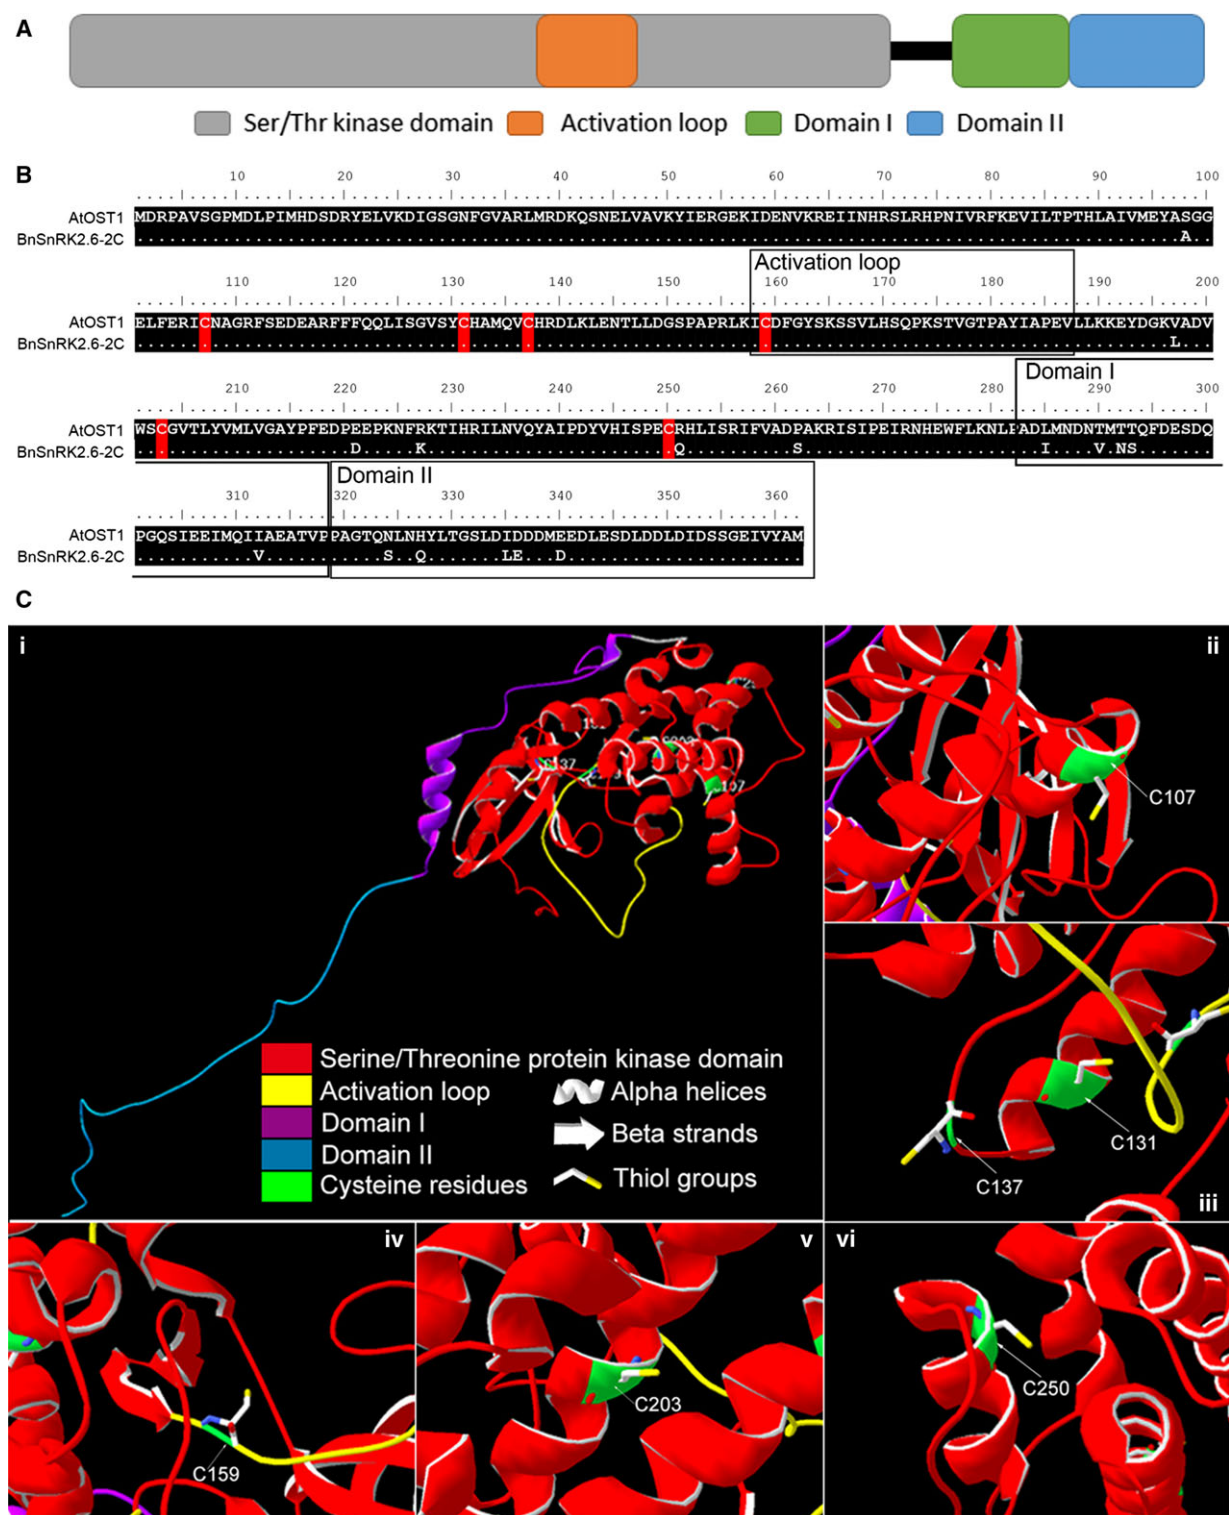 A
Ser/Thr kinase domain Activation loop Domain I Domain II
B
10 20 30 40 50 60 70 80 90 100
AtOST1 MDRPAVSGPMDLPIMHDSDRYELVKDIGSGNFGVARLMRDKQSNELVAVKYIERGEKIDENVKREIINHRSLRHPNIVRFKEVILTPTHLAIVMEYASGG
BnSnRK2.6-2C A
Activation loop
110 120 130 140 150 160 170 180 190 200
AtOST1 ELFERICNAGRFSEDEARFFFQQLISGVSYCHAMQVCHRDLKLENTLLDGSPAPRLKICDFGYSKSSVLHSQPKSTVGTPAYIAPEVLLKKEYDGKVADV
BnSnRK2.6-2C L
Domain I
210 220 230 240 250 260 270 280 290 300
AtOST1 WSCGVTLYVMLVGAYPFEDPEEPKNFRKTIHRILNVQYAIPDYVHISPECRHLISRIFVADPAKRISIPEIRNHEWFLKNLPADLMNDNTMTTQFDESDQ
BnSnRK2.6-2C D K Q S I V NS
Domain II
310 320 330 340 350 360
AtOST1 PGQSIEEIMQIIAEATVPPAGTQNLNHYLTGSLDIDDDMEEDLESDLDDLDIDSSGEIVYAM
BnSnRK2.6-2C V S Q LE D
C
i
C137
Serine/Threonine protein kinase domain
Activation loop
Domain I
Domain II
Cysteine residues
Alpha helices
Beta strands
Thiol groups
ii
C107
C131
C137
iii
iv
C159
v
C203
vi
C250